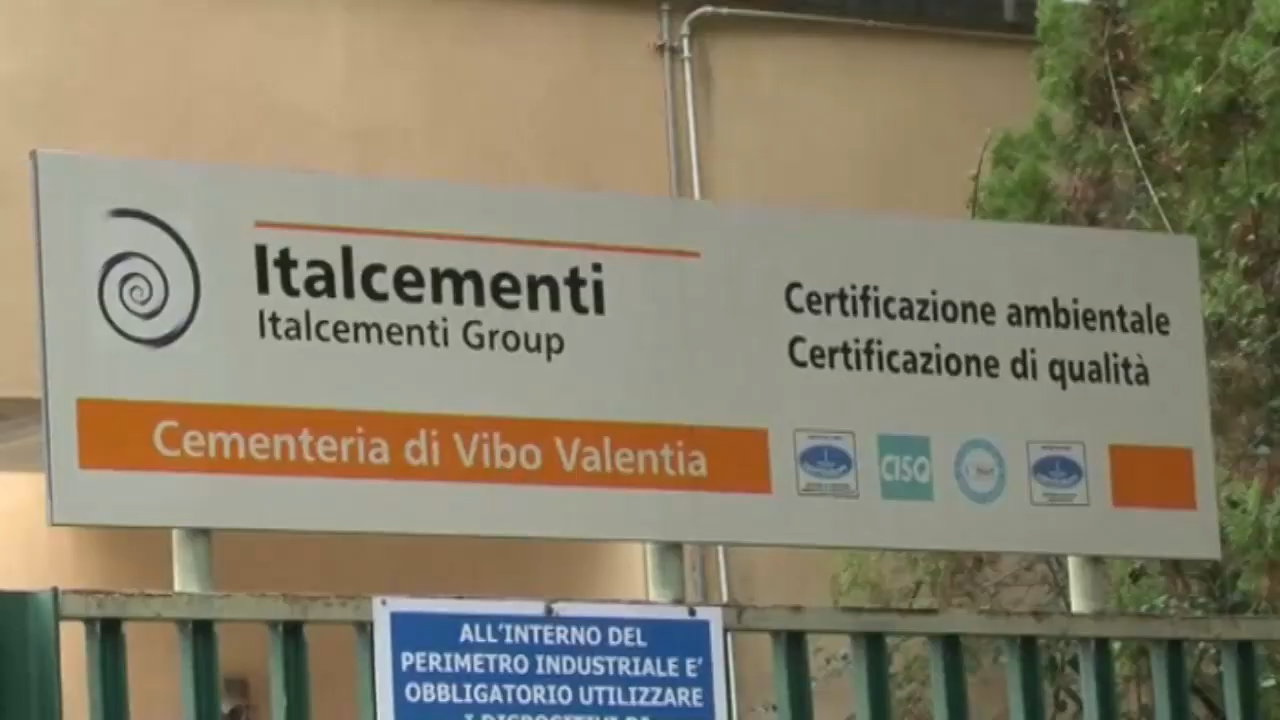 Italcementi
Italcementi Group
Certificazione ambientale
Certificazione di qualità
Cementeria di Vibo Valentia
CISQ
ALL'INTERNO DEL
PERIMETRO INDUSTRIALE E'
OBBLIGATORIO UTILIZZARE
I DISPOSITIVI DI